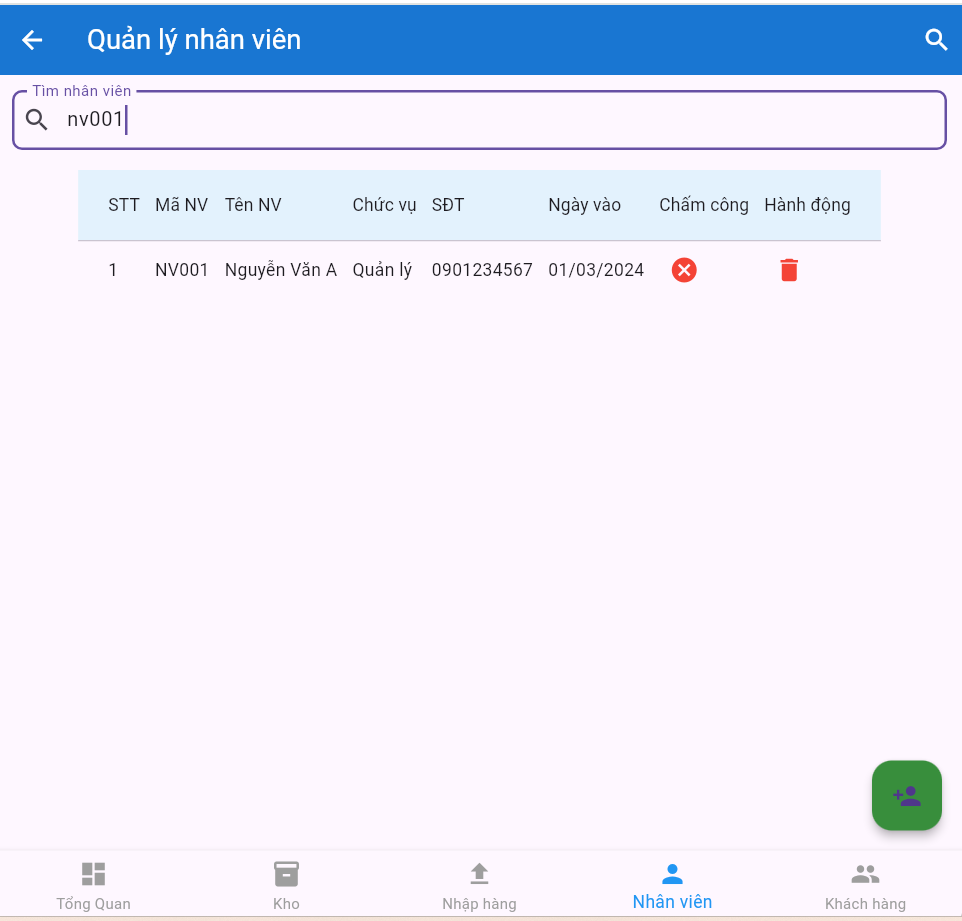 Quản lý nhân viên
Tìm nhân viên
nv001
STT Mã NV Tên NV Chức vụ SĐT Ngày vào Chấm công Hành động
1 NV001 Nguyễn Văn A Quản lý 0901234567 01/03/2024
Tổng Quan Kho Nhập hàng Nhân viên Khách hàng